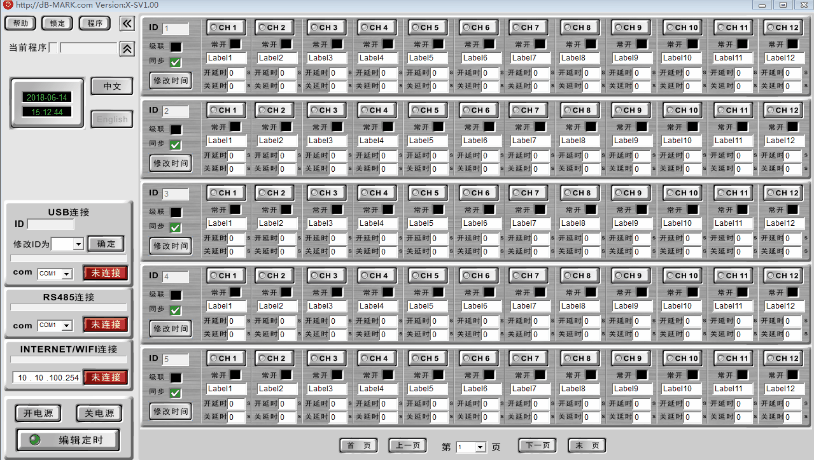 http://dB-MARK.com Version:X-SV1.00
帮助 锁定 程序
当前程序
2018-06-14
中文
English
USB连接
ID
修改ID为 确定
com COM1 未连接
RS485连接
com COM1 未连接
INTERNET/WIFI连接
10 . 10 .100.254 未连接
开电源 关电源
编辑定时
ID 1 CH 1 CH 2 CH 3 CH 4 CH 5 CH 6 CH 7 CH 8 CH 9 CH 10 CH 11 CH 12
级联 常开 常开 常开 常开 常开 常开 常开 常开 常开 常开 常开 常开
同步 Label1 Label2 Label3 Label4 Label5 Label6 Label7 Label8 Label9 Label10 Label11 Label12
修改时间 开延时 0 s 开延时 0 s 开延时 0 s 开延时 0 s 开延时 0 s 开延时 0 s 开延时 0 s 开延时 0 s 开延时 0 s 开延时 0 s 开延时 0 s 开延时 0 s
关延时 0 s 关延时 0 s 关延时 0 s 关延时 0 s 关延时 0 s 关延时 0 s 关延时 0 s 关延时 0 s 关延时 0 s 关延时 0 s 关延时 0 s 关延时 0 s
ID 2 CH 1 CH 2 CH 3 CH 4 CH 5 CH 6 CH 7 CH 8 CH 9 CH 10 CH 11 CH 12
级联 常开 常开 常开 常开 常开 常开 常开 常开 常开 常开 常开 常开
同步 Label1 Label2 Label3 Label4 Label5 Label6 Label7 Label8 Label9 Label10 Label11 Label12
修改时间 开延时 0 s 开延时 0 s 开延时 0 s 开延时 0 s 开延时 0 s 开延时 0 s 开延时 0 s 开延时 0 s 开延时 0 s 开延时 0 s 开延时 0 s 开延时 0 s
关延时 0 s 关延时 0 s 关延时 0 s 关延时 0 s 关延时 0 s 关延时 0 s 关延时 0 s 关延时 0 s 关延时 0 s 关延时 0 s 关延时 0 s 关延时 0 s
ID 3 CH 1 CH 2 CH 3 CH 4 CH 5 CH 6 CH 7 CH 8 CH 9 CH 10 CH 11 CH 12
级联 常开 常开 常开 常开 常开 常开 常开 常开 常开 常开 常开 常开
同步 Label1 Label2 Label3 Label4 Label5 Label6 Label7 Label8 Label9 Label10 Label11 Label12
修改时间 开延时 0 s 开延时 0 s 开延时 0 s 开延时 0 s 开延时 0 s 开延时 0 s 开延时 0 s 开延时 0 s 开延时 0 s 开延时 0 s 开延时 0 s 开延时 0 s
关延时 0 s 关延时 0 s 关延时 0 s 关延时 0 s 关延时 0 s 关延时 0 s 关延时 0 s 关延时 0 s 关延时 0 s 关延时 0 s 关延时 0 s 关延时 0 s
ID 4 CH 1 CH 2 CH 3 CH 4 CH 5 CH 6 CH 7 CH 8 CH 9 CH 10 CH 11 CH 12
级联 常开 常开 常开 常开 常开 常开 常开 常开 常开 常开 常开 常开
同步 Label1 Label2 Label3 Label4 Label5 Label6 Label7 Label8 Label9 Label10 Label11 Label12
修改时间 开延时 0 s 开延时 0 s 开延时 0 s 开延时 0 s 开延时 0 s 开延时 0 s 开延时 0 s 开延时 0 s 开延时 0 s 开延时 0 s 开延时 0 s 开延时 0 s
关延时 0 s 关延时 0 s 关延时 0 s 关延时 0 s 关延时 0 s 关延时 0 s 关延时 0 s 关延时 0 s 关延时 0 s 关延时 0 s 关延时 0 s 关延时 0 s
ID 5 CH 1 CH 2 CH 3 CH 4 CH 5 CH 6 CH 7 CH 8 CH 9 CH 10 CH 11 CH 12
级联 常开 常开 常开 常开 常开 常开 常开 常开 常开 常开 常开 常开
同步 Label1 Label2 Label3 Label4 Label5 Label6 Label7 Label8 Label9 Label10 Label11 Label12
修改时间 开延时 0 s 开延时 0 s 开延时 0 s 开延时 0 s 开延时 0 s 开延时 0 s 开延时 0 s 开延时 0 s 开延时 0 s 开延时 0 s 开延时 0 s 开延时 0 s
关延时 0 s 关延时 0 s 关延时 0 s 关延时 0 s 关延时 0 s 关延时 0 s 关延时 0 s 关延时 0 s 关延时 0 s 关延时 0 s 关延时 0 s 关延时 0 s
首 页 上一页 第 1 页 下一页 末 页